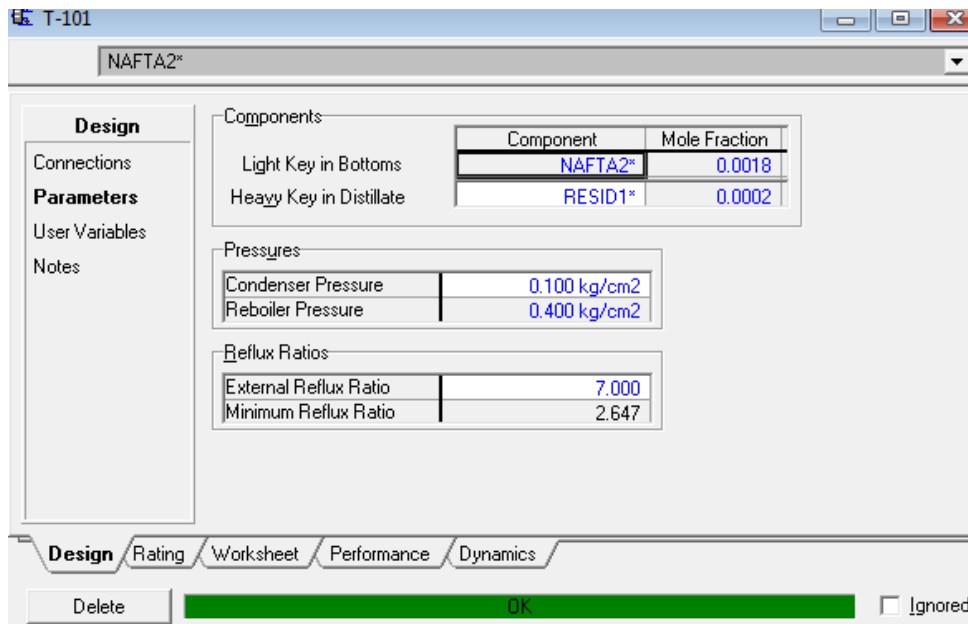 T-101
NAFTA2*
Design
Connections
Parameters
User Variables
Notes
Components
Component Mole Fraction
Light Key in Bottoms NAFTA2* 0.0018
Heavy Key in Distillate RESID1* 0.0002
Pressures
Condenser Pressure 0.100 kg/cm2
Reboiler Pressure 0.400 kg/cm2
Reflux Ratios
External Reflux Ratio 7.000
Minimum Reflux Ratio 2.647
Design Rating Worksheet Performance Dynamics
Delete OK Ignored